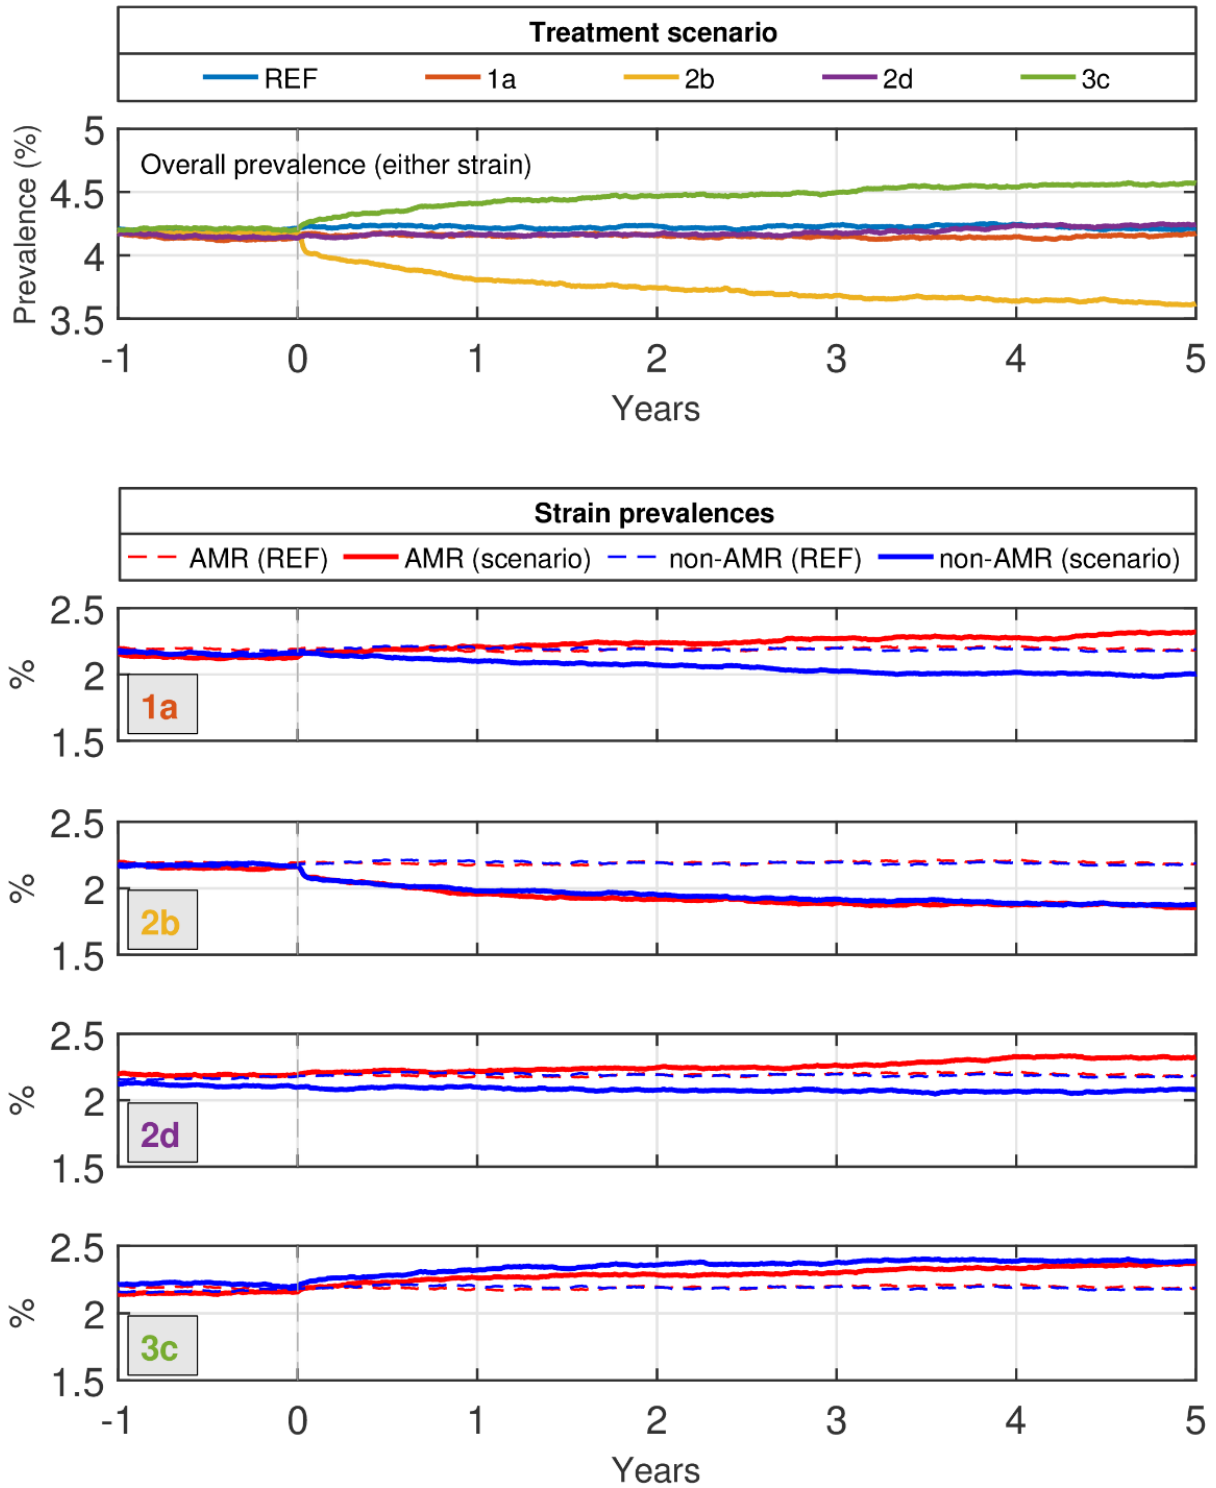 Treatment scenario
REF 1a 2b 2d 3c
Prevalence (%)
5
4.5
4
3.5
Overall prevalence (either strain)
-1 0 1 2 3 4 5
Years
Strain prevalences
AMR (REF) AMR (scenario) non-AMR (REF) non-AMR (scenario)
%
2.5
2
1.5
1a
%
2.5
2
1.5
2b
%
2.5
2
1.5
2d
%
2.5
2
1.5
3c
-1 0 1 2 3 4 5
Years